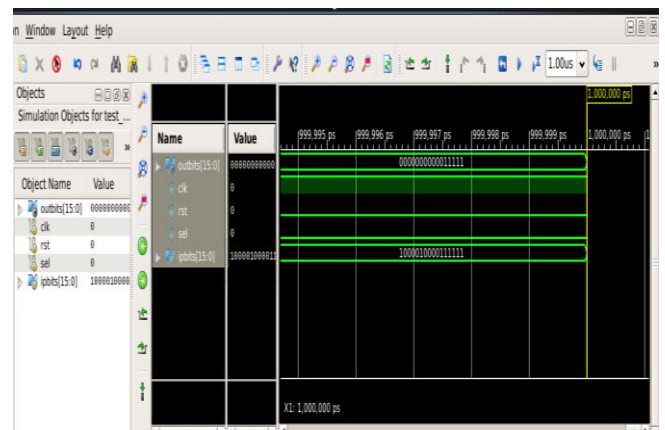 n Window Layout Help
1.00us
»
Objects
Simulation Objects for test_...
»
Object Name Value
outbits[15:0] 0000000000
clk 0
rst 0
sel 0
ipbits[15:0] 1000010000
Name Value
outbits[15:0] 00000000000
clk 0
rst 0
sel 0
ipbits[15:0]
1,000,000 ps
999,995 ps 999,996 ps 999,997 ps 999,998 ps 999,999 ps 1,000,000 ps
0000000000011111
1000010000111111
X1: 1,000,000 ps